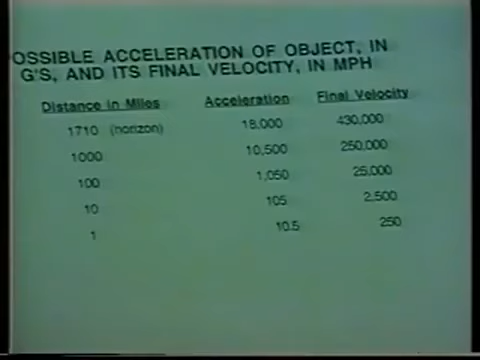 OSSIBLE ACCELERATION OF OBJECT, IN
G'S, AND ITS FINAL VELOCITY, IN MPH
Distance in Miles Acceleration Final Velocity
1710 (horizon) 18,000 430,000
1000 10,500 250,000
100 1,050 25,000
10 105 2,500
1 10.5 250